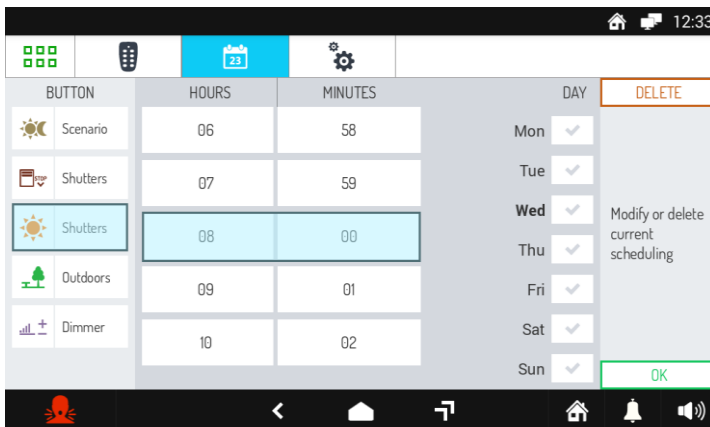 12:33
23
BUTTON
HOURS
MINUTES
DAY
DELETE
Scenario
06
58
Mon
STOP
Shutters
07
59
Tue
Shutters
08
00
Wed
Modify or delete
current
scheduling
Thu
Outdoors
09
01
Fri
Dimmer
10
02
Sat
Sun
OK